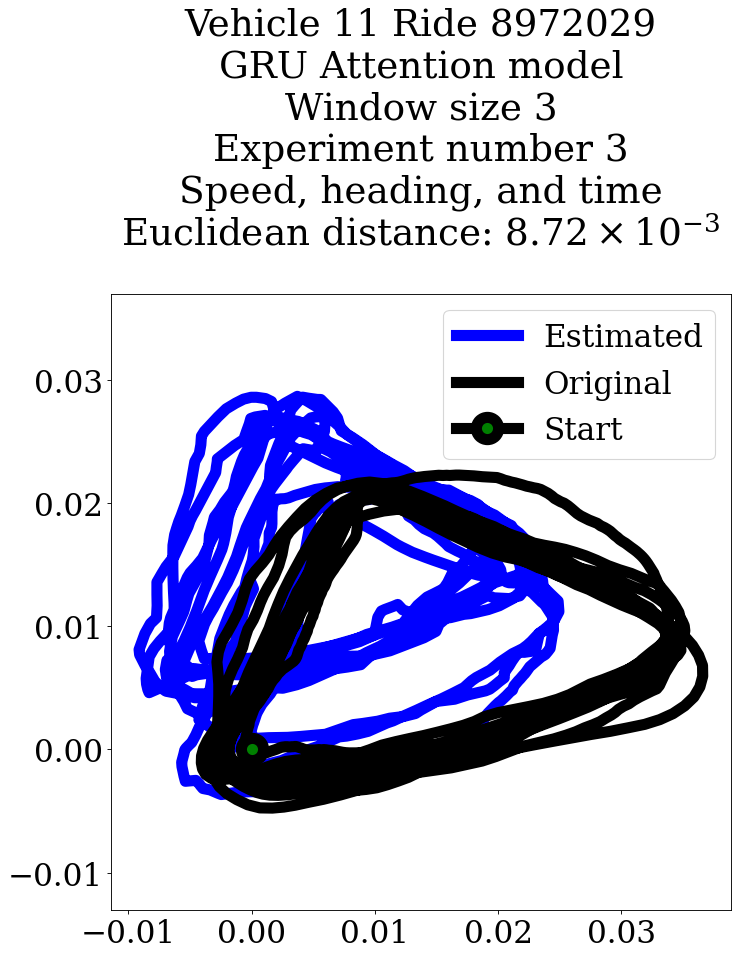 Vehicle 11 Ride 8972029
GRU Attention model
Window size 3
Experiment number 3
Speed, heading, and time
Euclidean distance: 8.72 × 10⁻³
Estimated
Original
Start
0.03
0.02
0.01
0.00
−0.01
−0.01 0.00 0.01 0.02 0.03